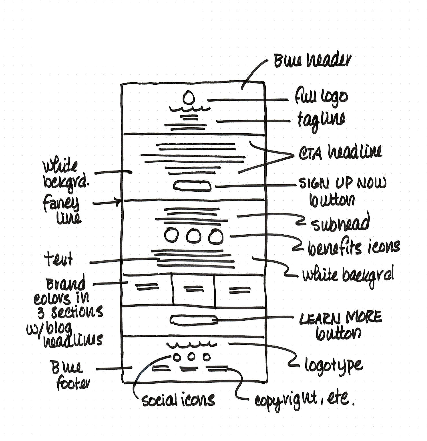 Blue header
full logo
tagline
CTA headline
white
bckgrd.
SIGN UP NOW
button
fancy
line
subhead
benefits icons
text
white backgrd
Brand
colors in
3 sections
w/blog
headlines
LEARN MORE
button
logotype
Blue
footer
social icons
copyright, etc.